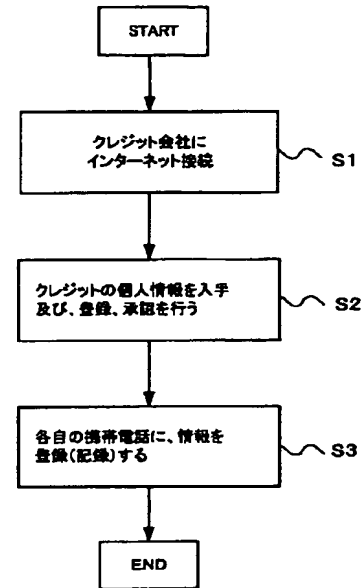 START
クレジット会社に
インターネット接続
S1
クレジットの個人情報を入手
及び、登録、承認を行う
S2
各自の携帯電話に、情報を
登録(記録)する
S3
END